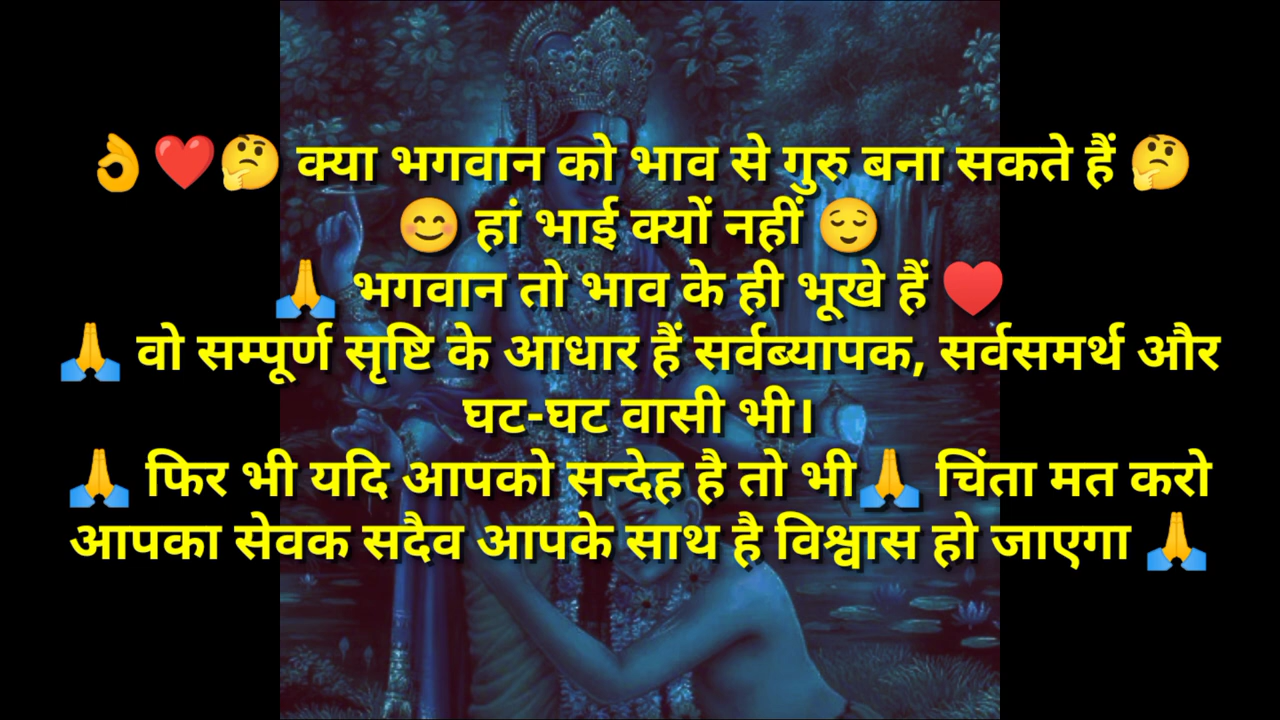 👌❤️🤔 क्या भगवान को भाव से गुरु बना सकते हैं 🤔
😊 हां भाई क्यों नहीं 😌
🙏 भगवान तो भाव के ही भूखे हैं ♥️
🙏 वो सम्पूर्ण सृष्टि के आधार हैं सर्वब्यापक, सर्वसमर्थ और
घट-घट वासी भी।
🙏 फिर भी यदि आपको सन्देह है तो भी🙏 चिंता मत करो
आपका सेवक सदैव आपके साथ है विश्वास हो जाएगा 🙏